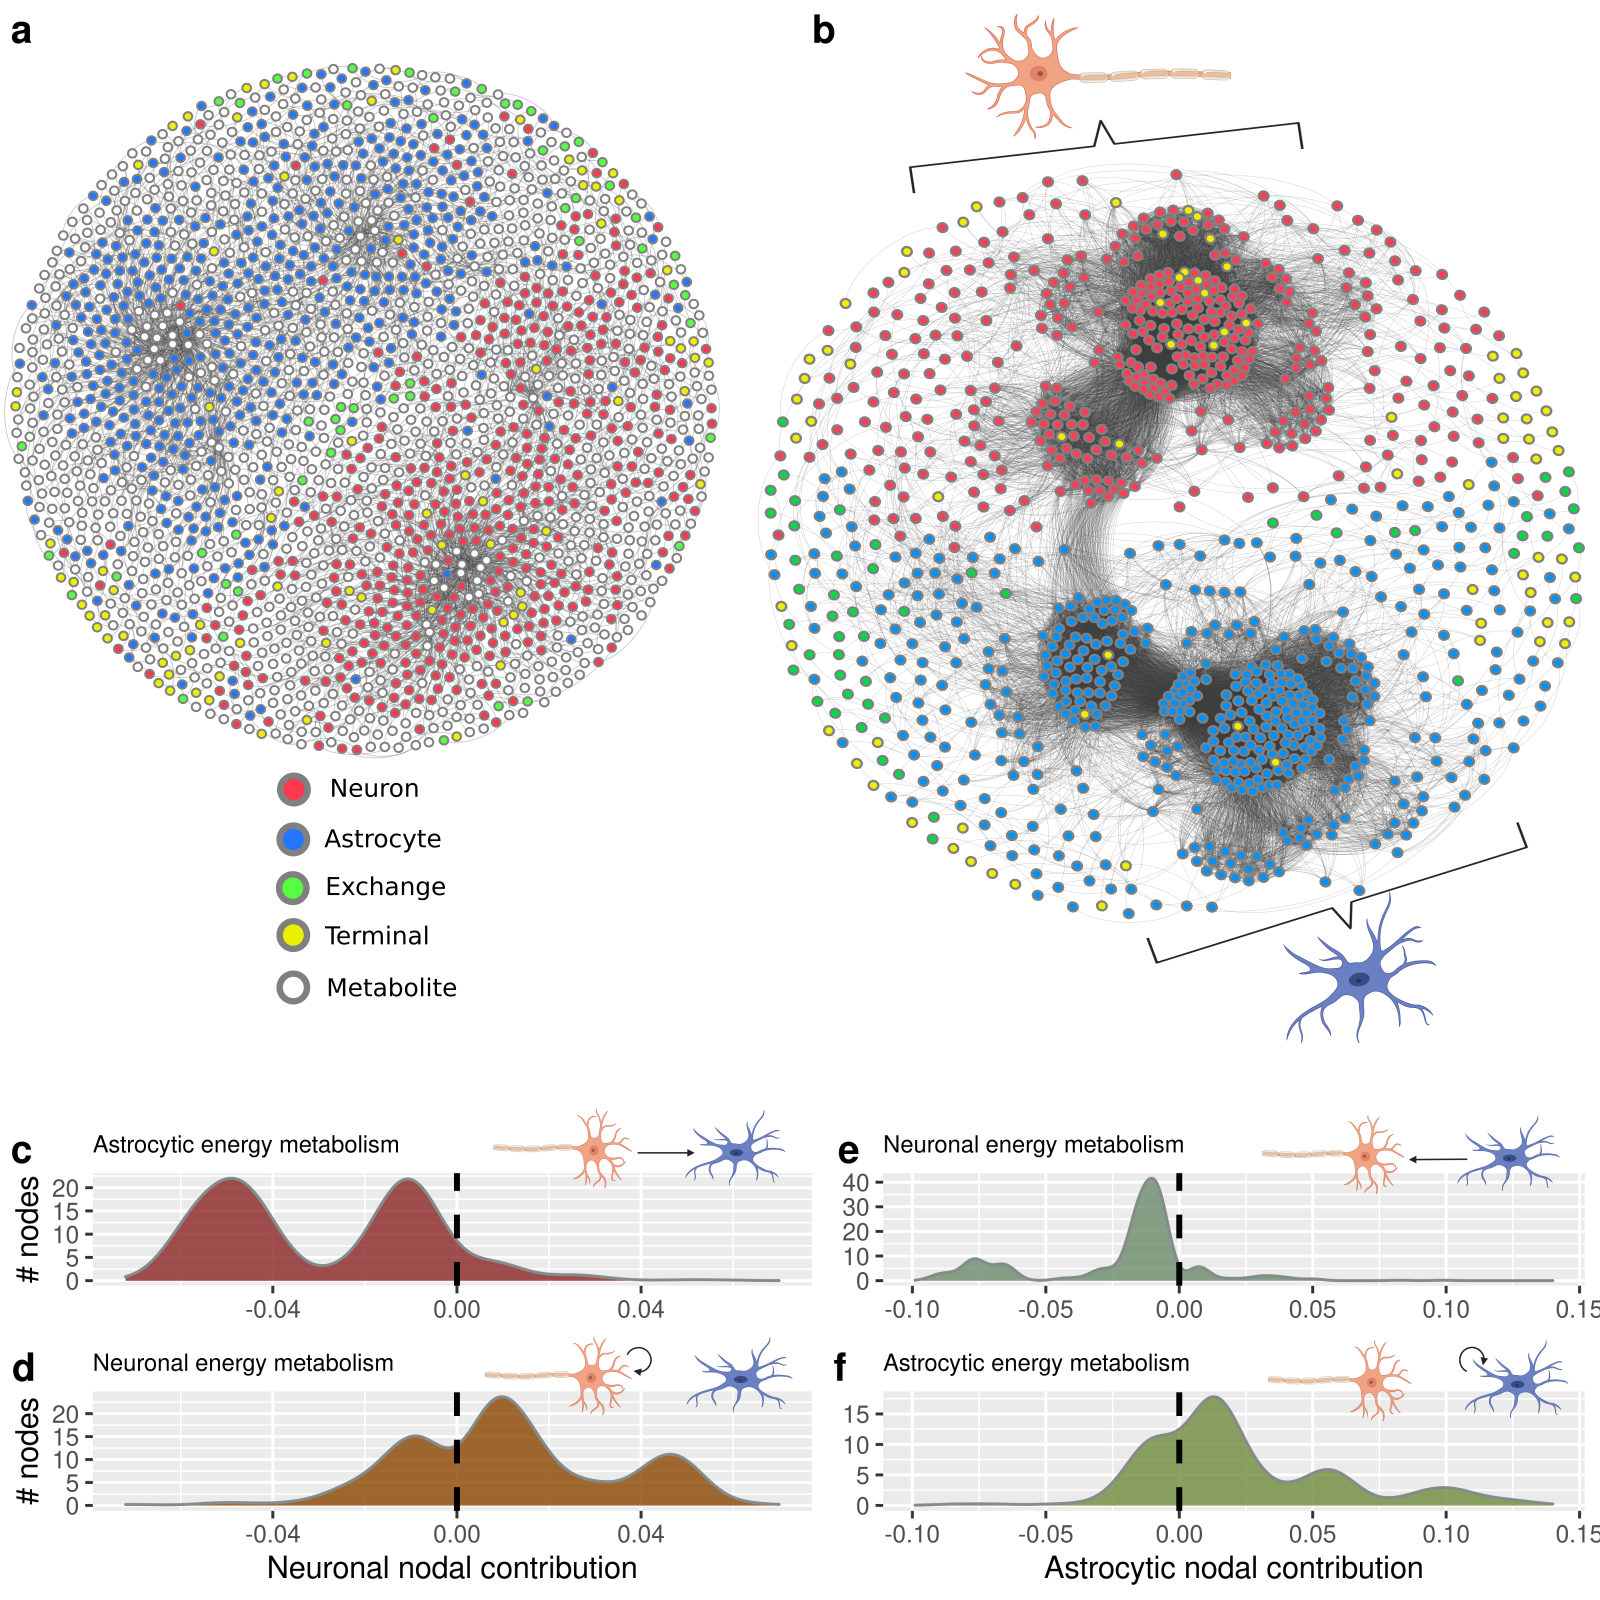 a
b
Neuron
Astrocyte
Exchange
Terminal
Metabolite
c
Astrocytic energy metabolism
# nodes
20
15
10
5
0
-0.04
0.00
0.04
d
Neuronal energy metabolism
# nodes
20
15
10
5
0
-0.04
0.00
0.04
Neuronal nodal contribution
e
Neuronal energy metabolism
40
30
20
10
0
-0.10
-0.05
0.00
0.05
0.10
0.15
f
Astrocytic energy metabolism
15
10
5
0
-0.10
-0.05
0.00
0.05
0.10
0.15
Astrocytic nodal contribution